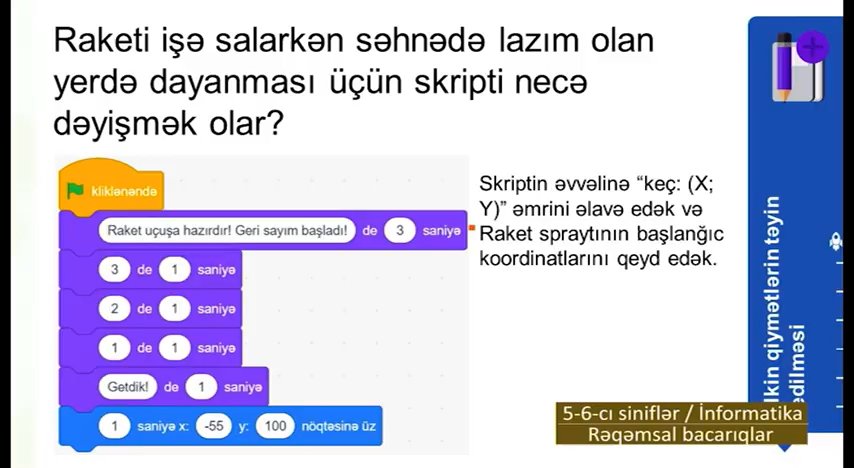 Raketi işə salarkən səhnədə lazım olan
yerdə dayanması üçün skripti necə
dəyişmək olar?
kliklənəndə
Raket uçuşa hazırdır! Geri sayım başladı! de 3 saniyə
3 de 1 saniyə
2 de 1 saniyə
1 de 1 saniyə
Getdik! de 1 saniyə
1 saniyə x: -55 y: 100 nöqtəsinə üz
Skriptin əvvəlinə “keç: (X;
Y)” əmrini əlavə edək və
Raket spraytının başlanğıc
koordinatlarını qeyd edək.
lkin qiymətlərin təyin
edilməsi
5-6-cı siniflər / İnformatika
Rəqəmsal bacarıqlar